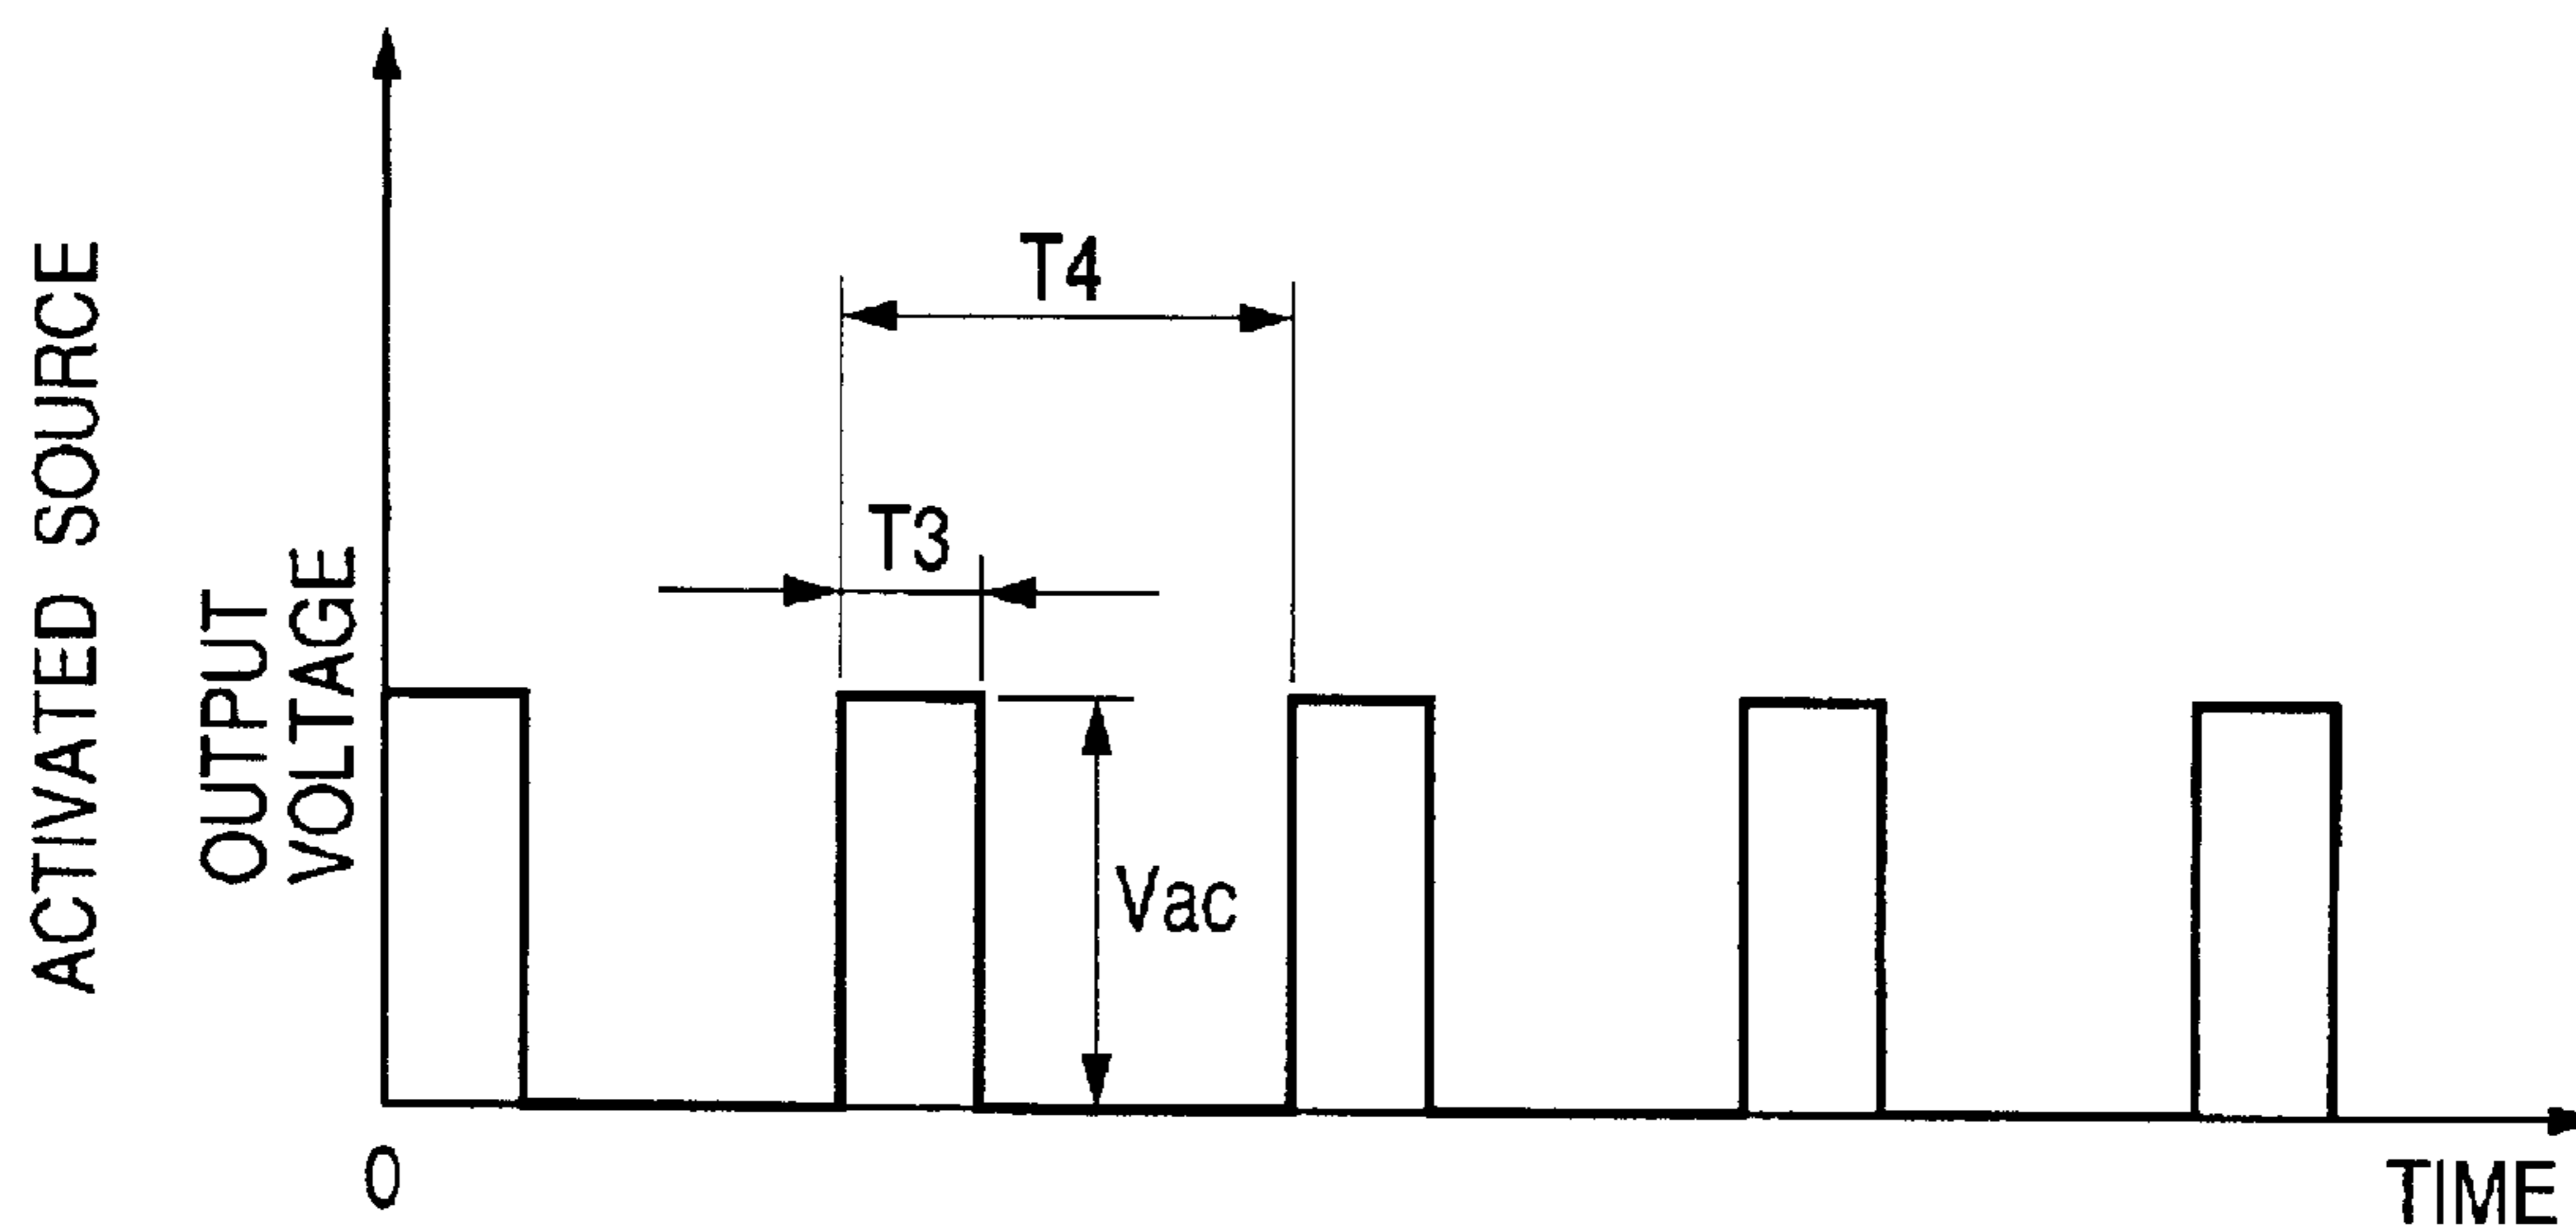 ACTIVATED SOURCE
OUTPUT
VOLTAGE
T4
T3
Vac
0
TIME